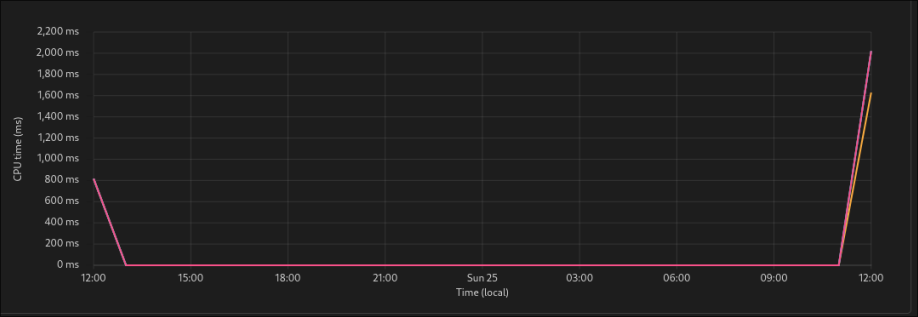 2,200 ms
2,000 ms
1,800 ms
1,600 ms
1,400 ms
1,200 ms
1,000 ms
800 ms
600 ms
400 ms
200 ms
0 ms
CPU time (ms)
12:00 15:00 18:00 21:00 Sun 25 03:00 06:00 09:00 12:00
Time (local)